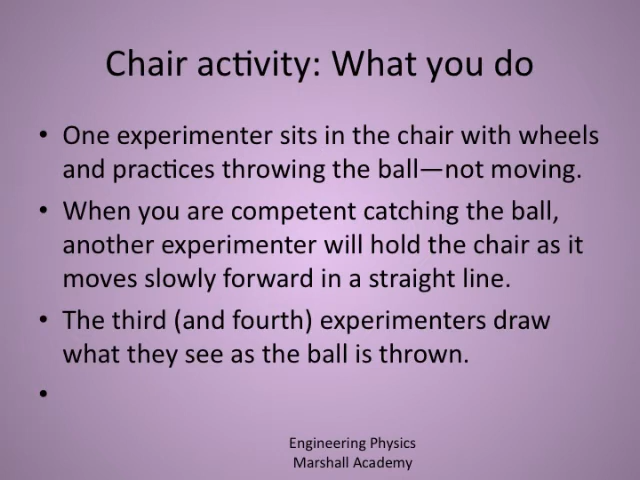 Chair activity: What you do
• One experimenter sits in the chair with wheels
and practices throwing the ball—not moving.
• When you are competent catching the ball,
another experimenter will hold the chair as it
moves slowly forward in a straight line.
• The third (and fourth) experimenters draw
what they see as the ball is thrown.
•
Engineering Physics
Marshall Academy